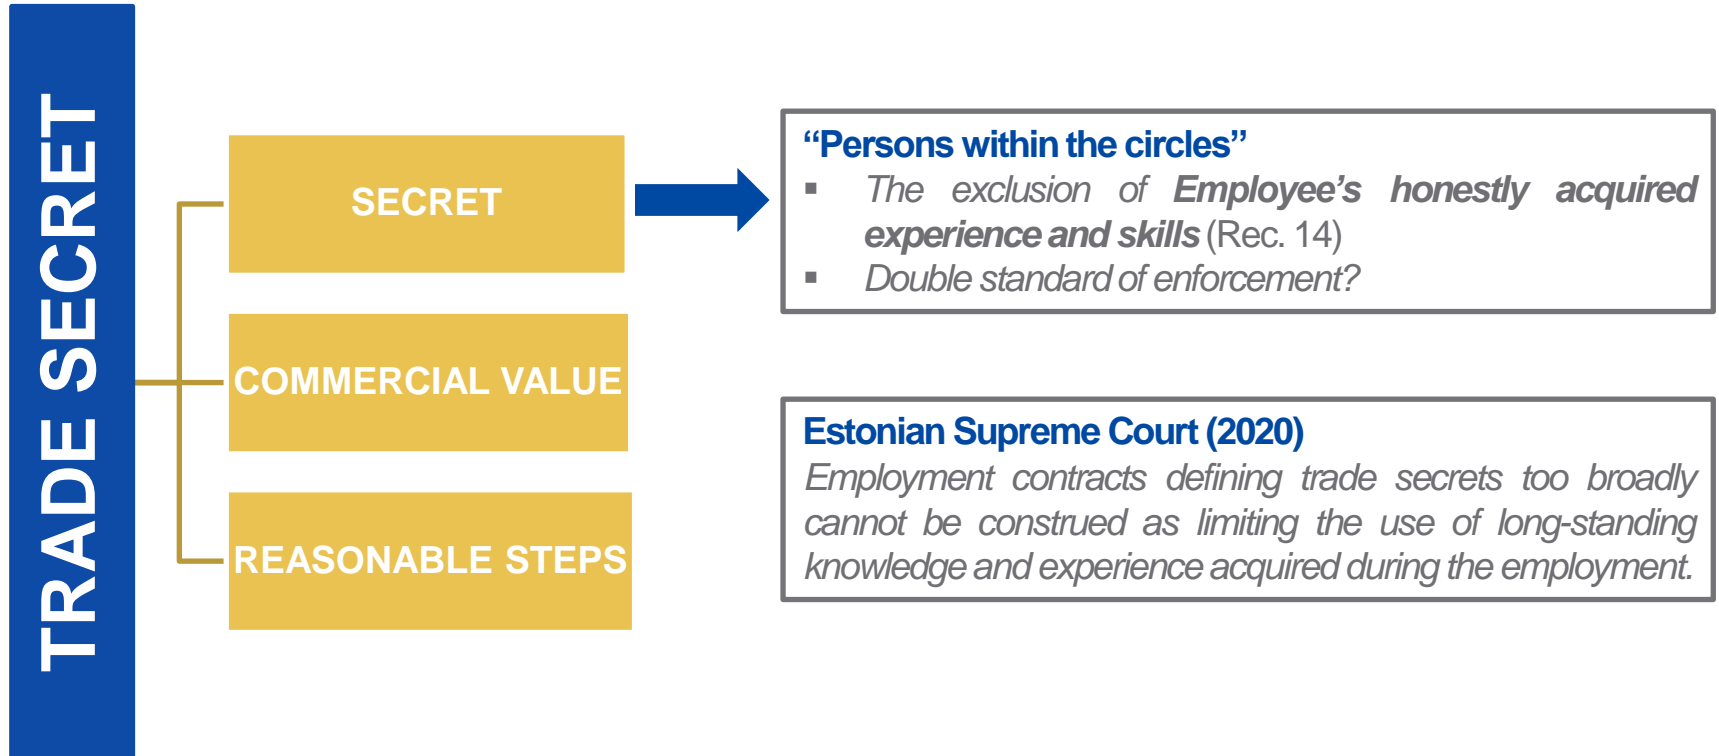 TRADE SECRET
SECRET
COMMERCIAL VALUE
REASONABLE STEPS
“Persons within the circles”
▪ The exclusion of Employee’s honestly acquired
experience and skills (Rec. 14)
▪ Double standard of enforcement?
Estonian Supreme Court (2020)
Employment contracts defining trade secrets too broadly
cannot be construed as limiting the use of long-standing
knowledge and experience acquired during the employment.